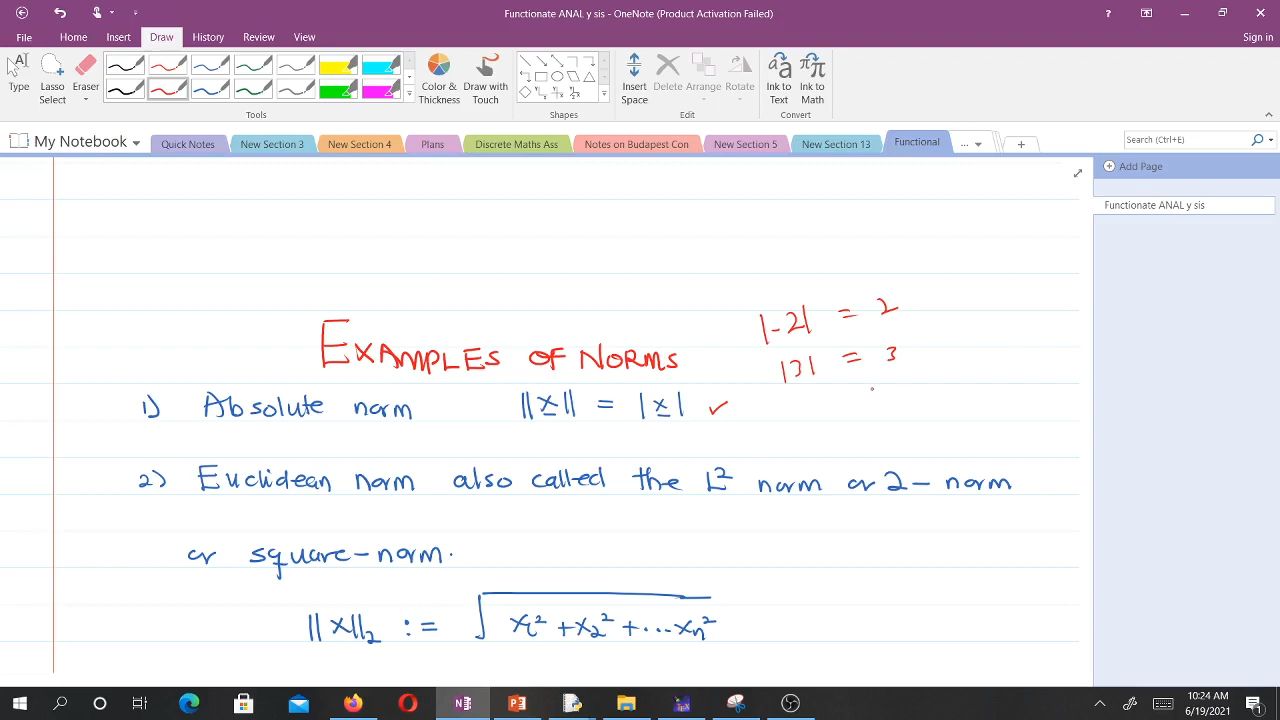 Functionate ANAL y sis - OneNote (Product Activation Failed)
File Home Insert Draw History Review View Sign in
Type Lasso Select Eraser Color & Thickness Draw with Touch Insert Space Delete Arrange Rotate Ink to Text Ink to Math
Tools Shapes Edit Convert
My Notebook Quick Notes New Section 3 New Section 4 Plans Discrete Maths Ass Notes on Budapest Con New Section 5 New Section 13 Functional ... Search (Ctrl+E)
Add Page
Functionate ANAL y sis
|-2| = 2
EXAMPLES OF NORMS |3| = 3
1) Absolute norm ||x|| = |x| ✓
2) Euclidean norm also called the L² norm or 2-norm
or square-norm.
||X||₂ := √x₁² + x₂² + ... xₙ²
10:24 AM
6/19/2021